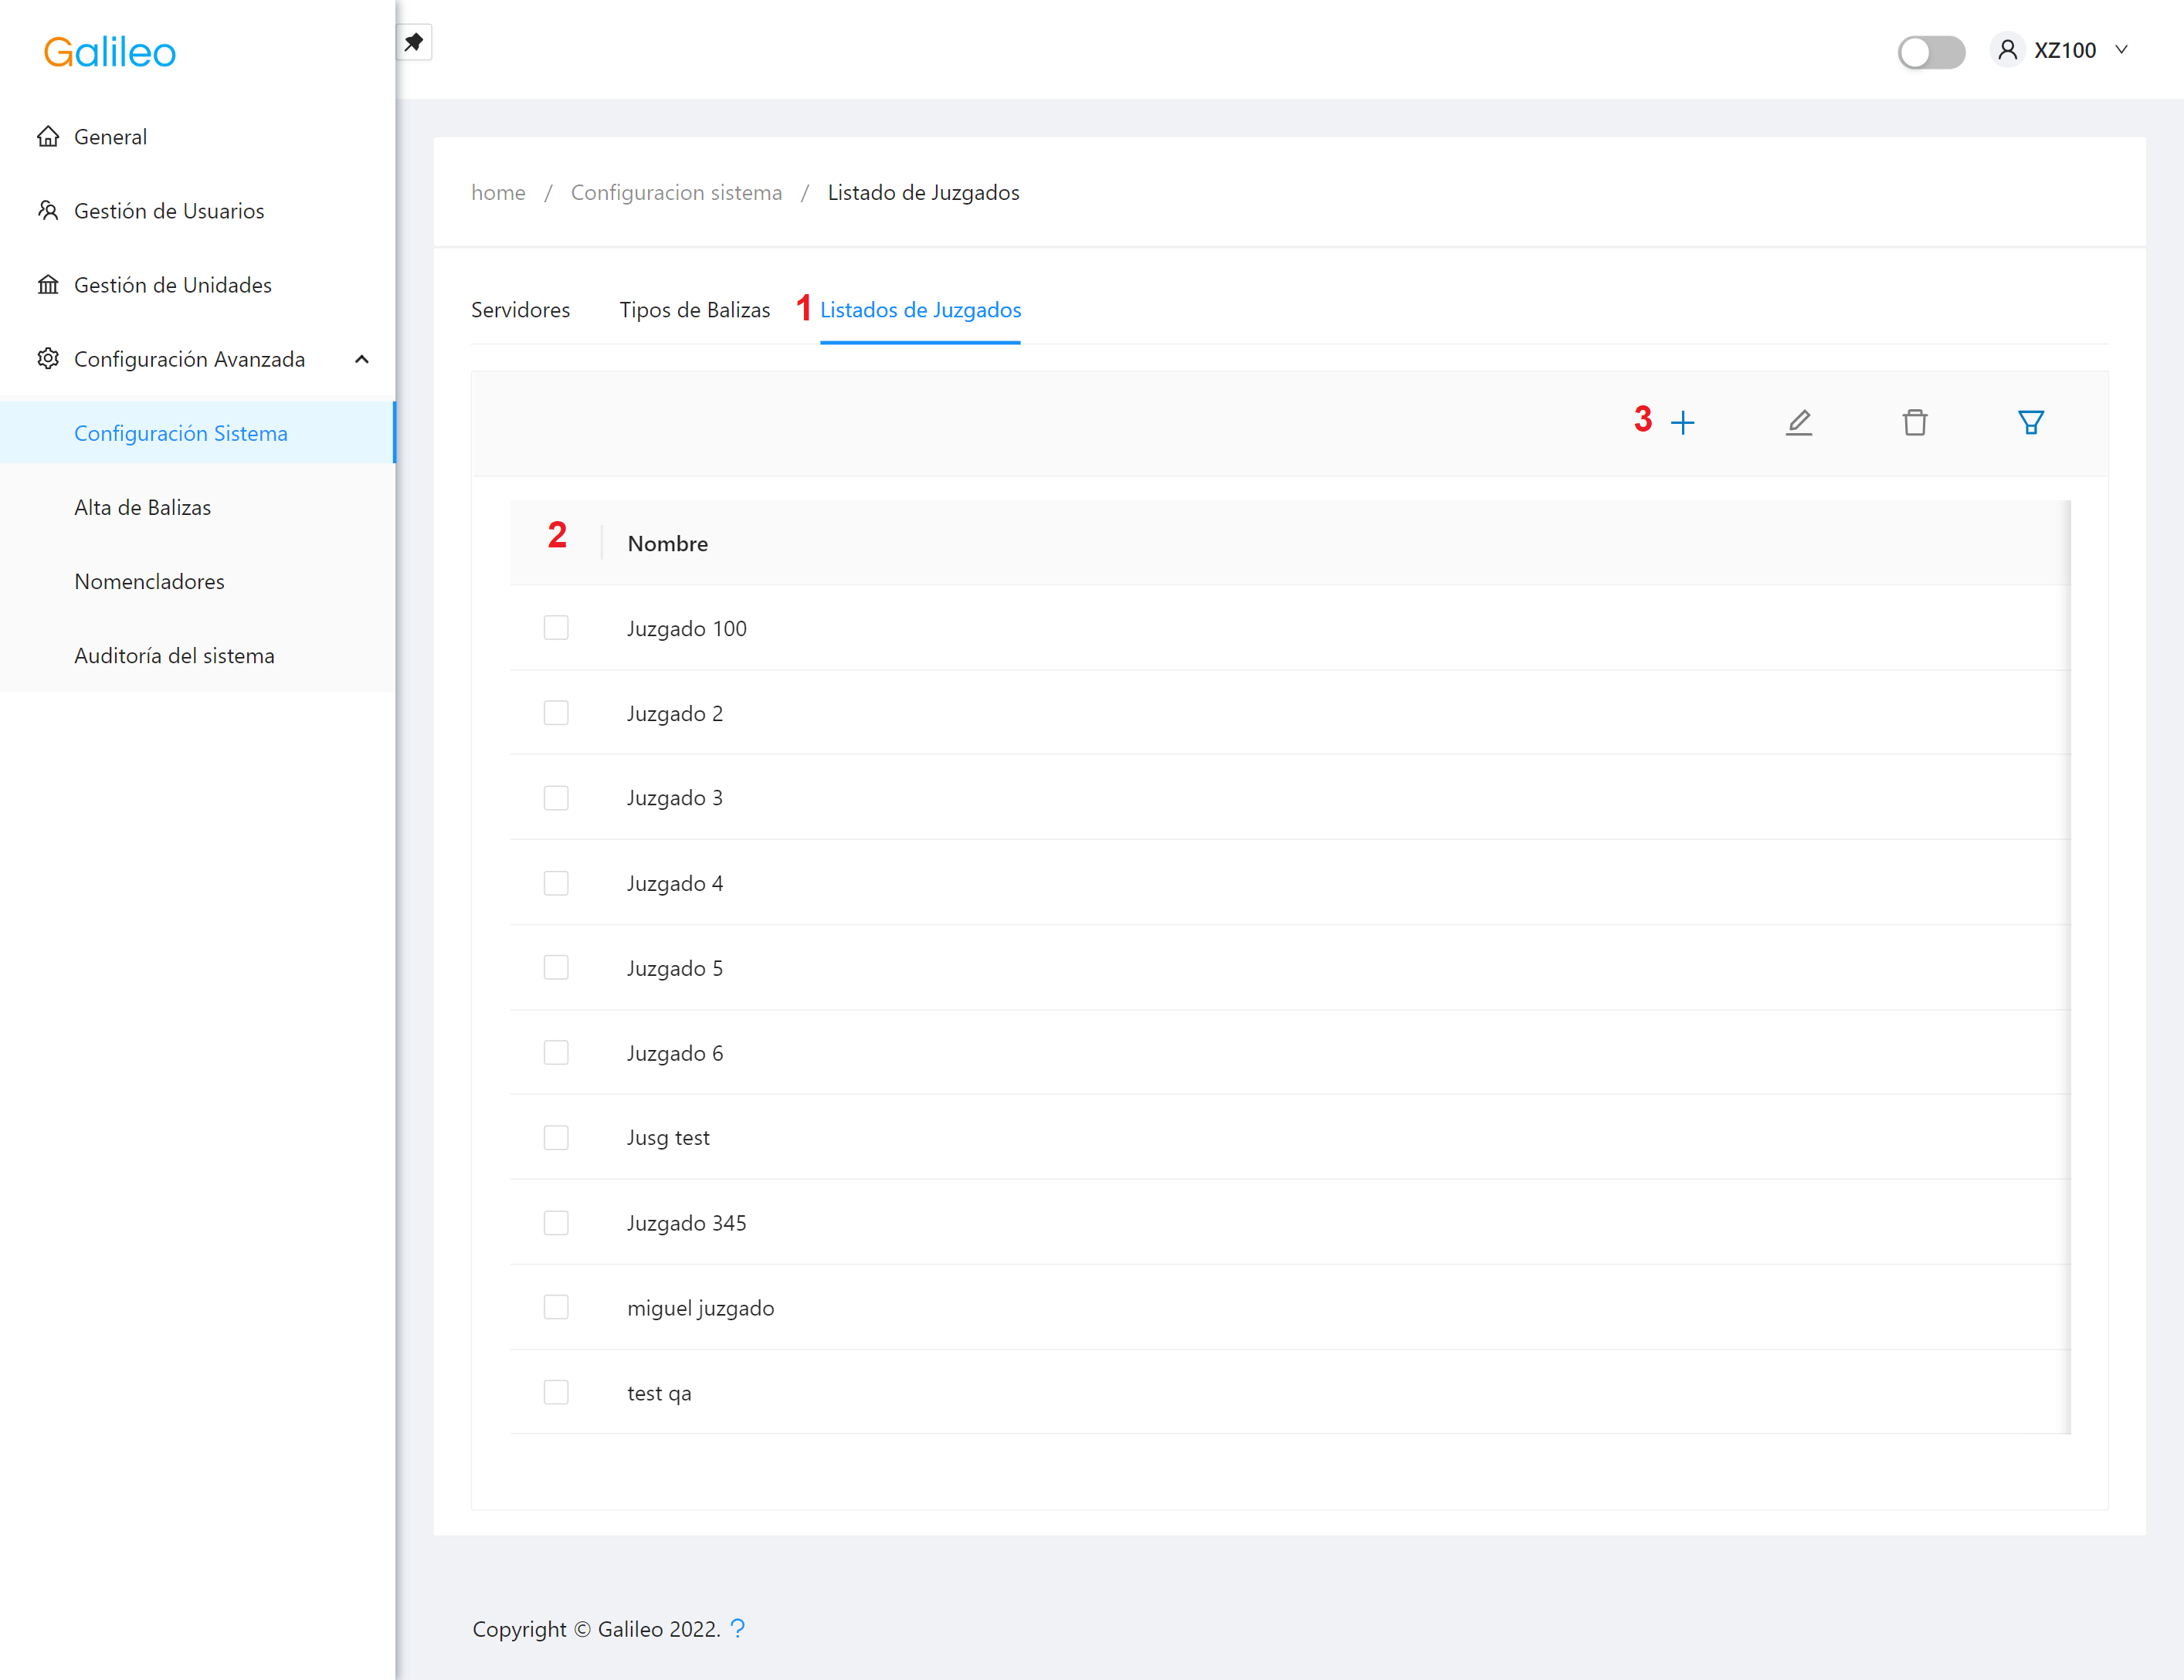 Galileo
XZ100
General
Gestión de Usuarios
Gestión de Unidades
Configuración Avanzada
Configuración Sistema
Alta de Balizas
Nomencladores
Auditoría del sistema
home / Configuracion sistema / Listado de Juzgados
Servidores Tipos de Balizas 1 Listados de Juzgados
3
2 Nombre
Juzgado 100
Juzgado 2
Juzgado 3
Juzgado 4
Juzgado 5
Juzgado 6
Jusg test
Juzgado 345
miguel juzgado
test qa
Copyright © Galileo 2022. ?